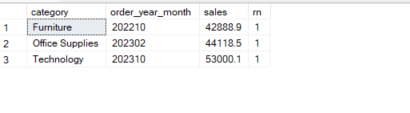 category order_year_month sales rn
1 Furniture 202210 42888.9 1
2 Office Supplies 202302 44118.5 1
3 Technology 202310 53000.1 1